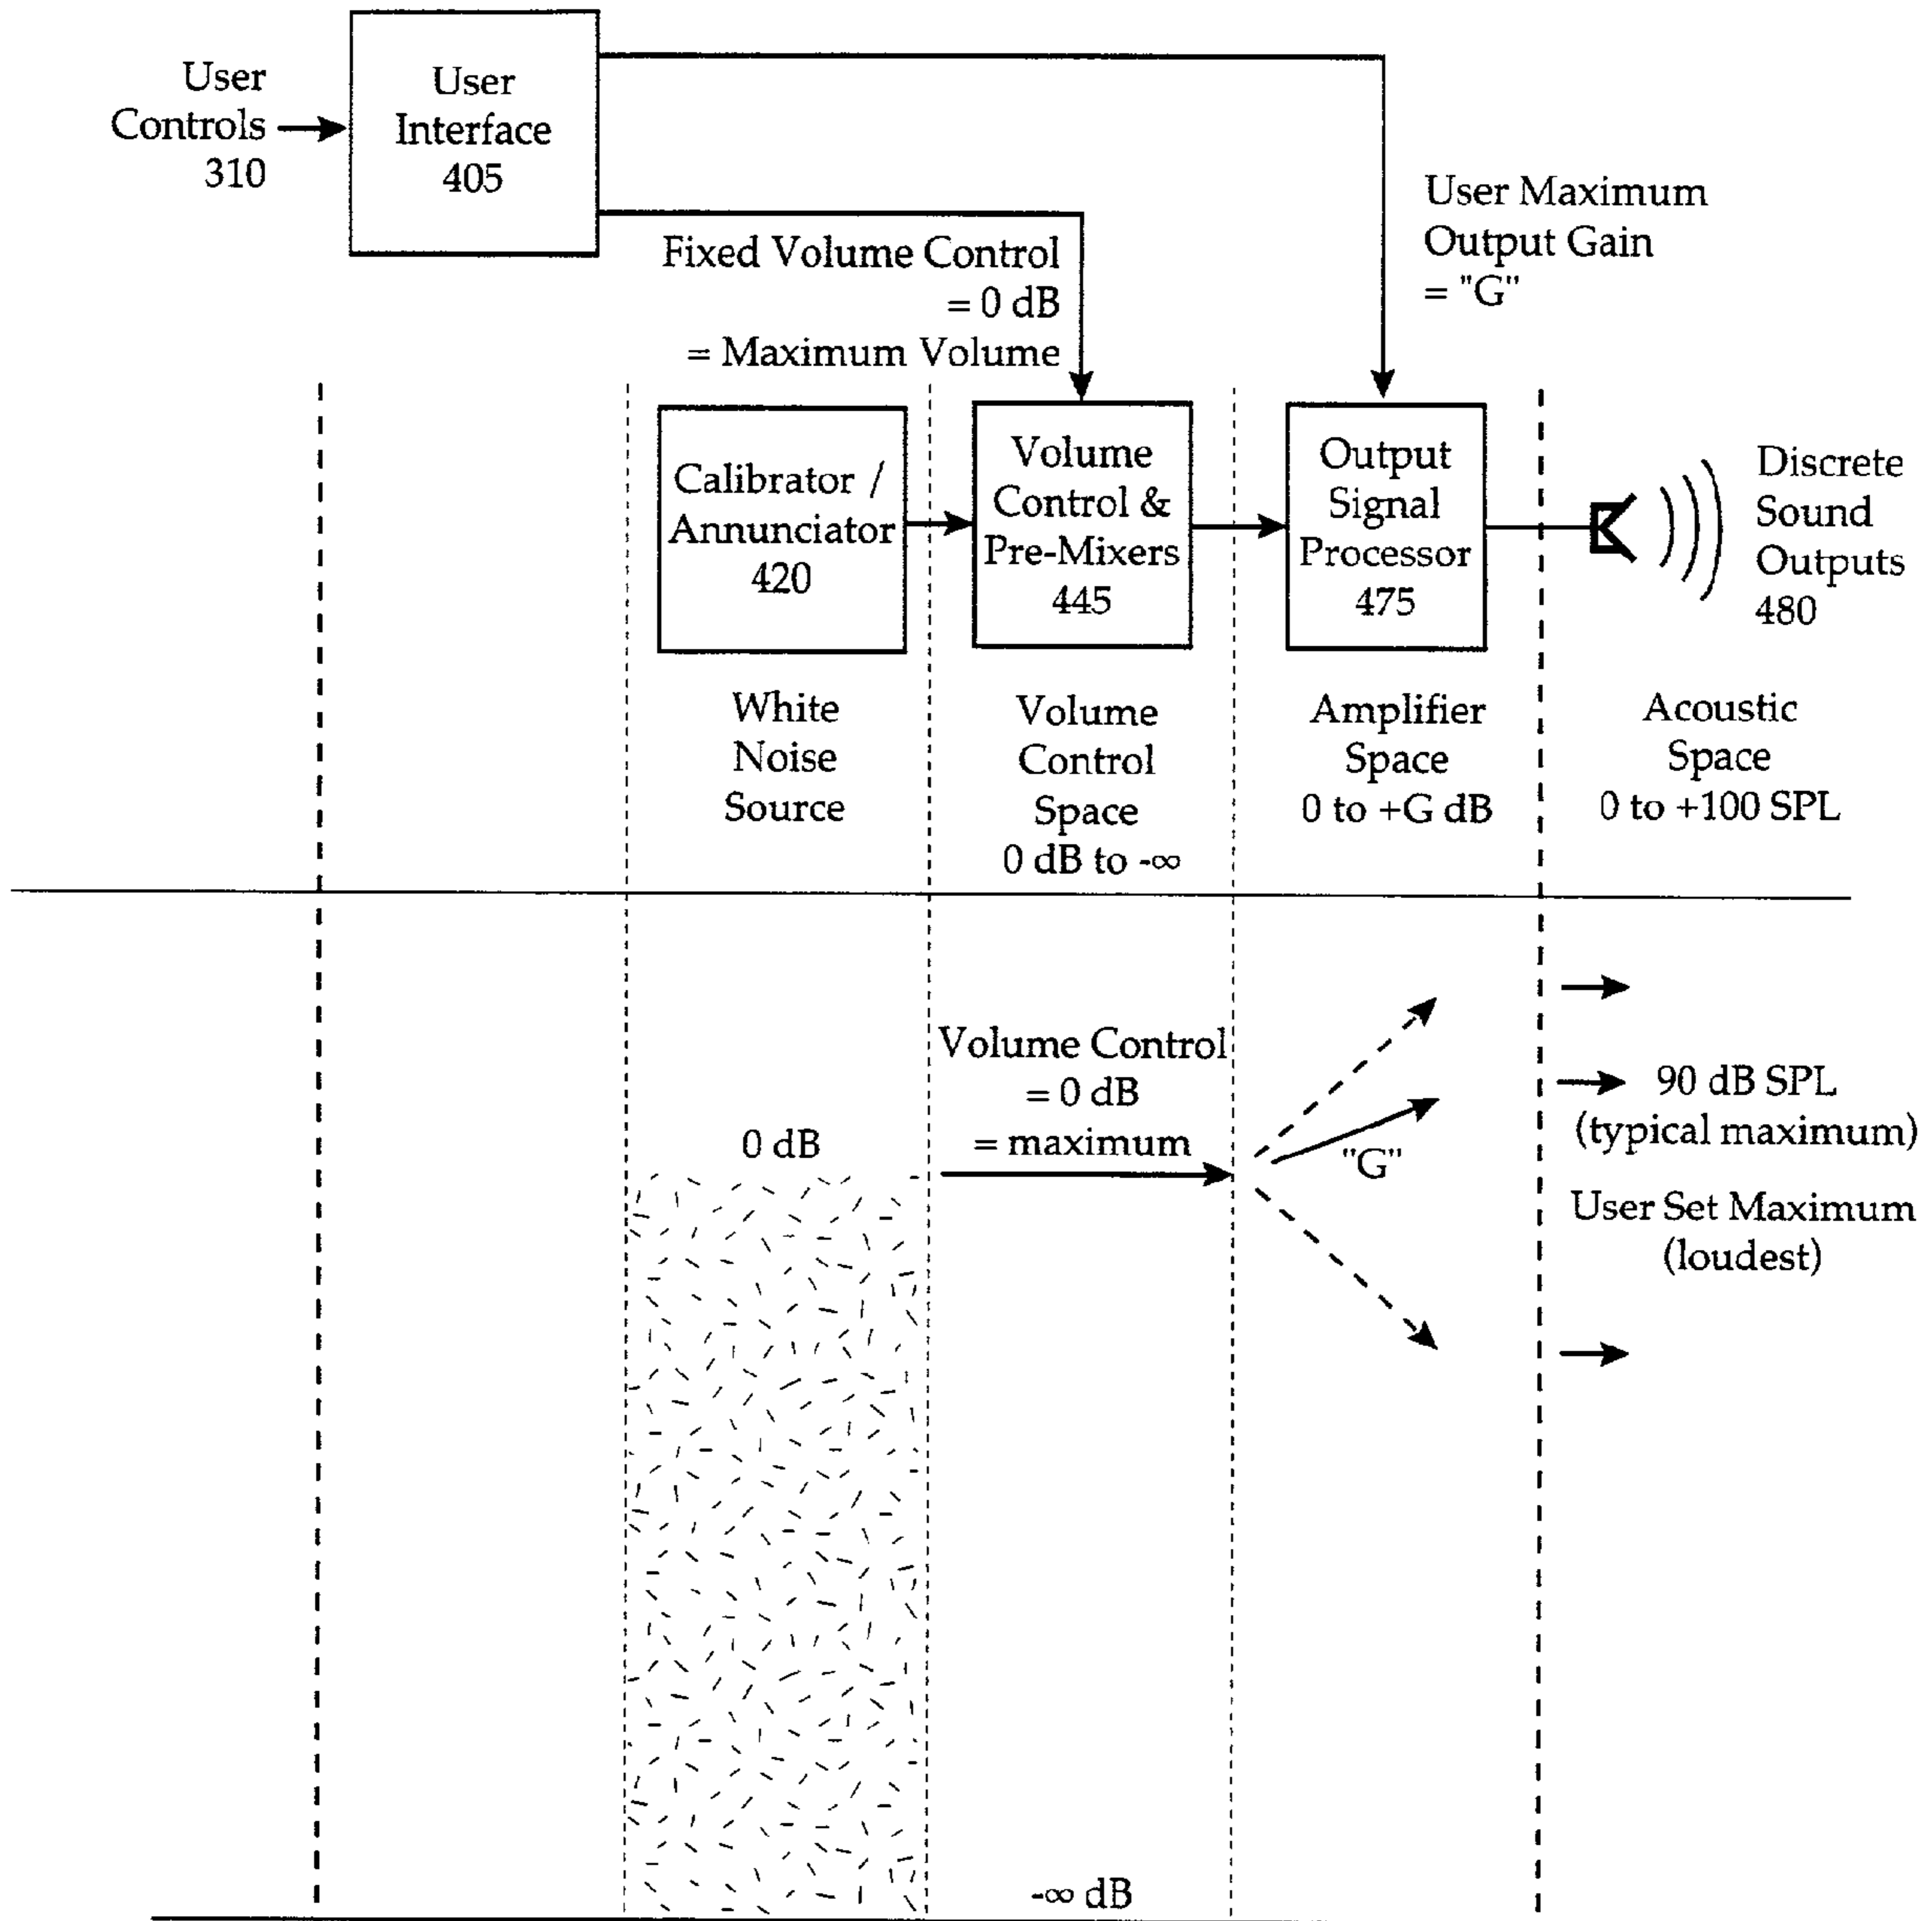 User
Controls
310
User
Interface
405
Fixed Volume Control
= 0 dB
= Maximum Volume
User Maximum
Output Gain
= "G"
Calibrator /
Annunciator
420
Volume
Control &
Pre-Mixers
445
Output
Signal
Processor
475
Discrete
Sound
Outputs
480
White
Noise
Source
Volume
Control
Space
0 dB to -∞
Amplifier
Space
0 to +G dB
Acoustic
Space
0 to +100 SPL
0 dB
Volume Control
= 0 dB
= maximum
"G"
90 dB SPL
(typical maximum)
User Set Maximum
(loudest)
-∞ dB